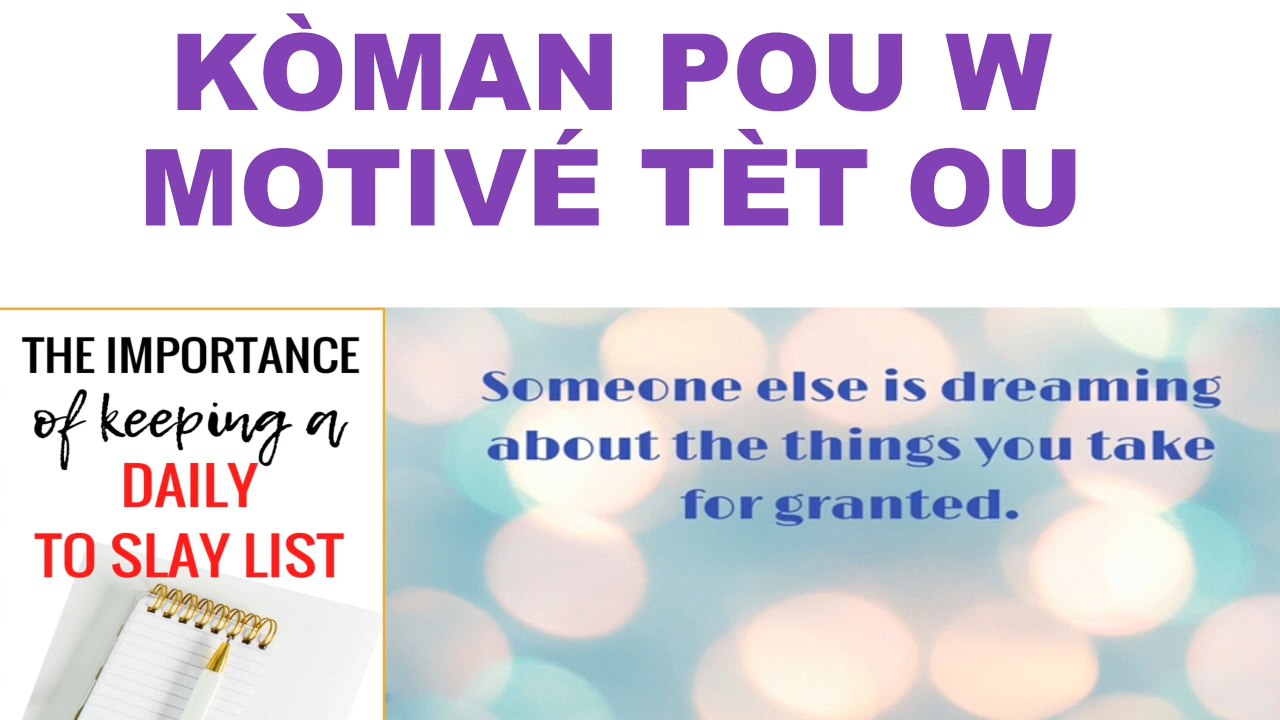 KÒMAN POU W
MOTIVÉ TÈT OU
THE IMPORTANCE
of keeping a
DAILY
TO SLAY LIST
Someone else is dreaming
about the things you take
for granted.